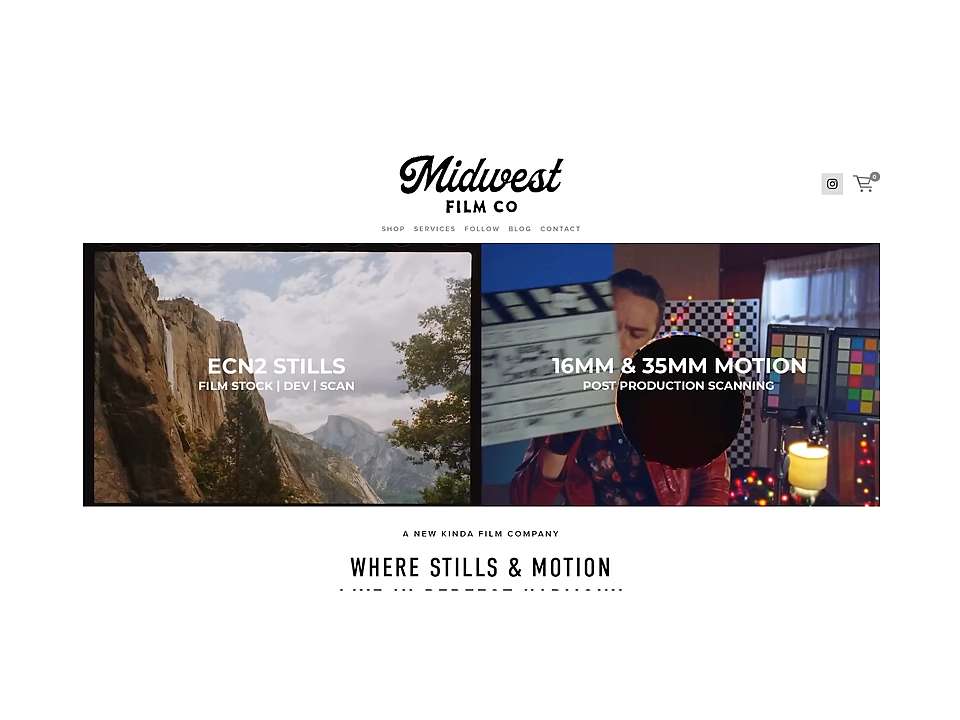 Midwest
FILM CO
0
SHOP SERVICES FOLLOW BLOG CONTACT
ECN2 STILLS
FILM STOCK | DEV | SCAN
16MM & 35MM MOTION
POST PRODUCTION SCANNING
A NEW KINDA FILM COMPANY
WHERE STILLS & MOTION